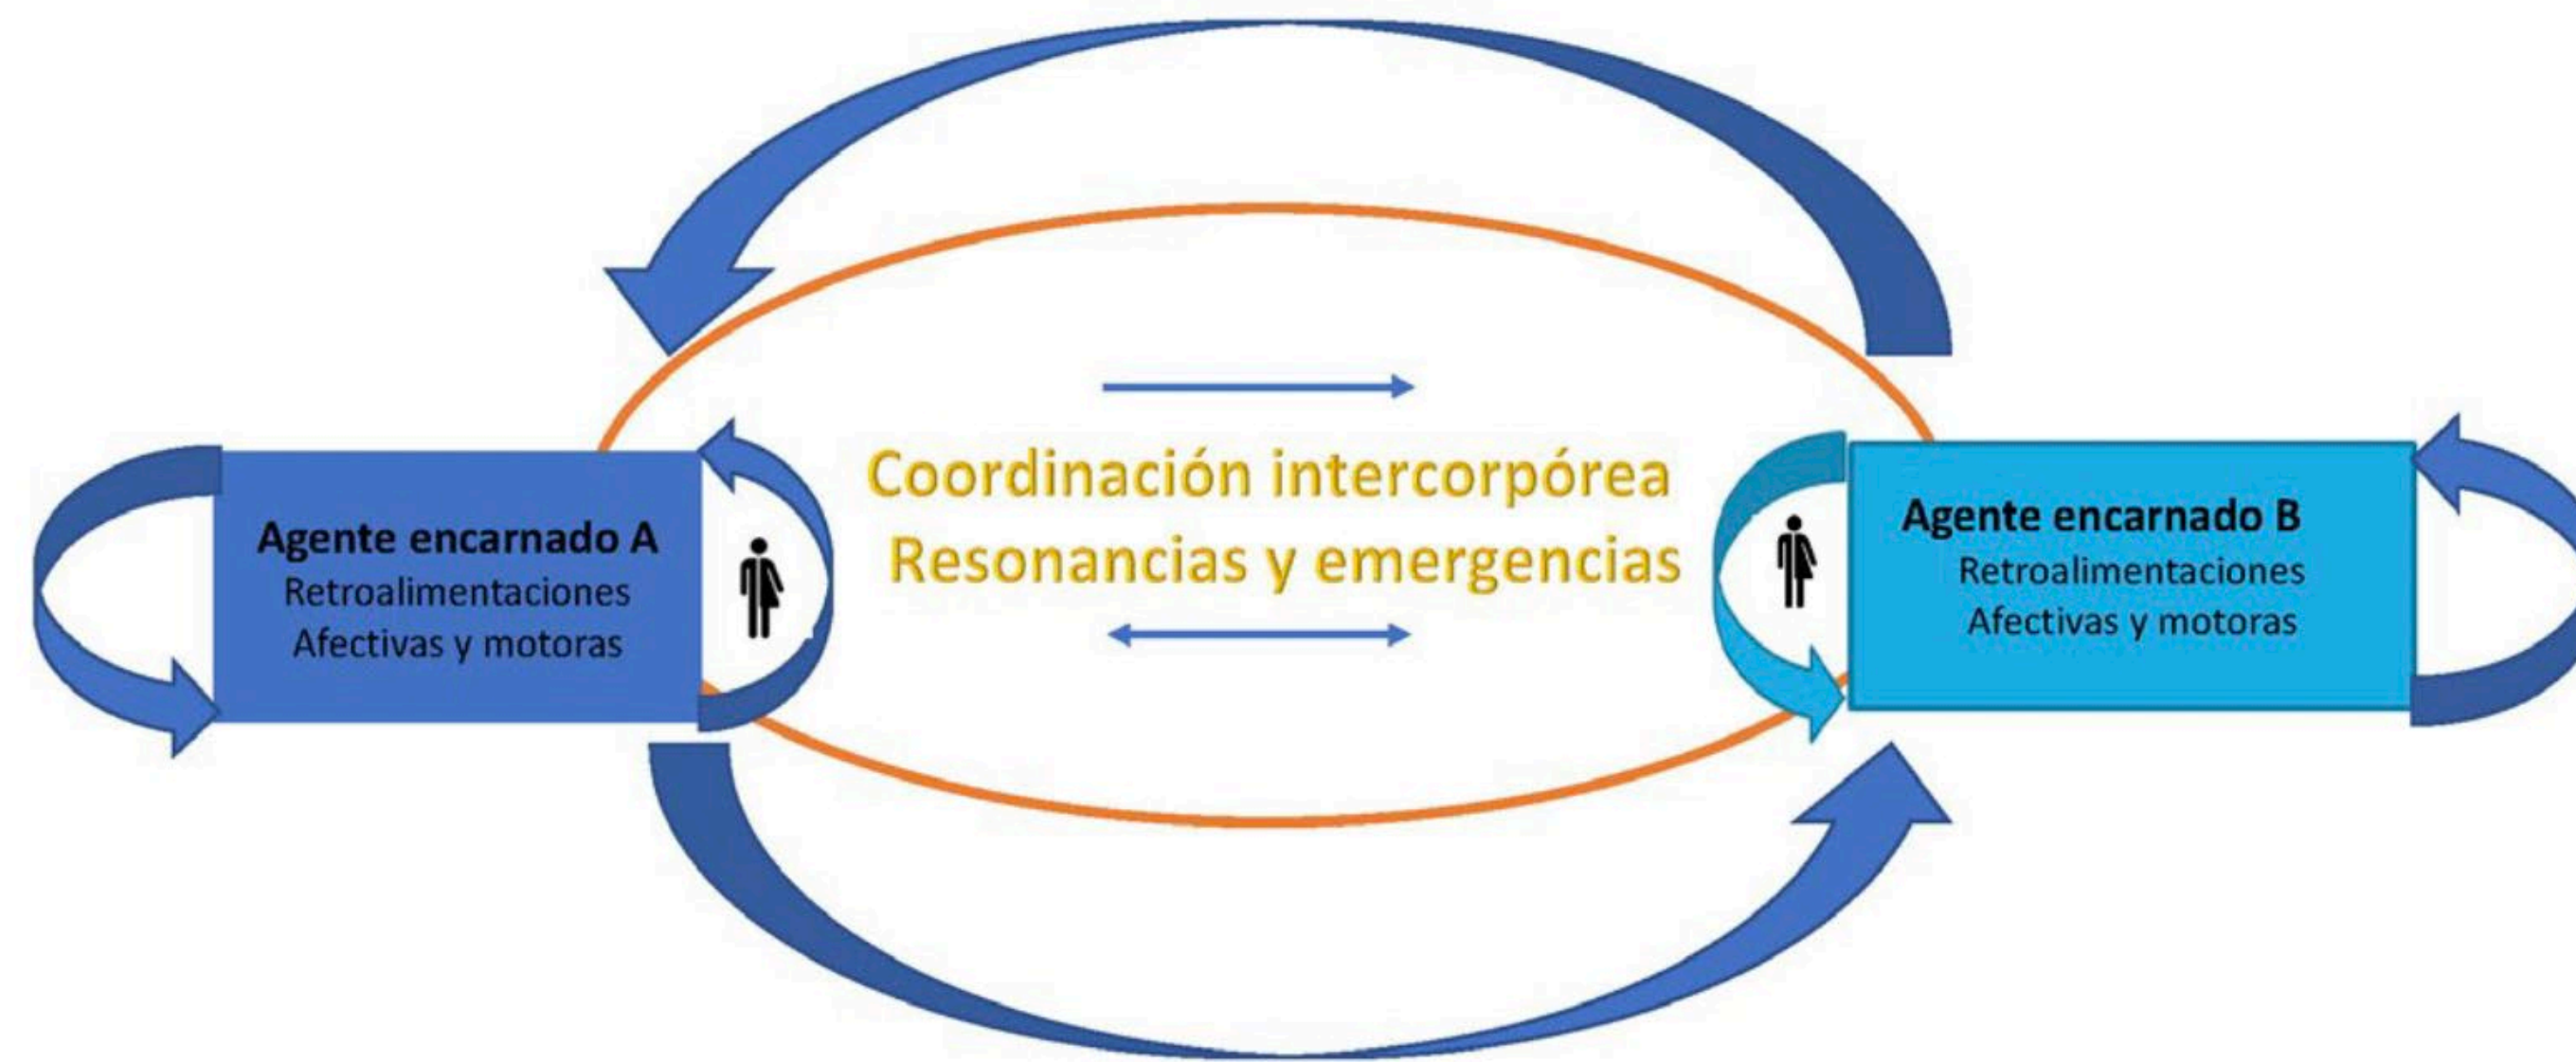 Coordinación intercorpórea
Resonancias y emergencias
Agente encarnado A
Retroalimentaciones
Afectivas y motoras
Agente encarnado B
Retroalimentaciones
Afectivas y motoras